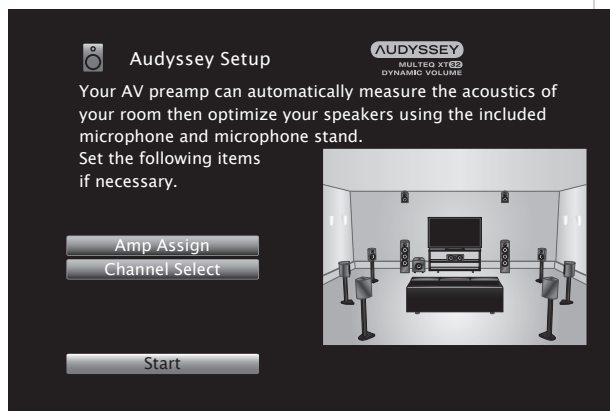 Audyssey Setup
AUDYSSEY
MULTEQ XT32
DYNAMIC VOLUME
Your AV preamp can automatically measure the acoustics of
your room then optimize your speakers using the included
microphone and microphone stand.
Set the following items
if necessary.
Amp Assign
Channel Select
Start